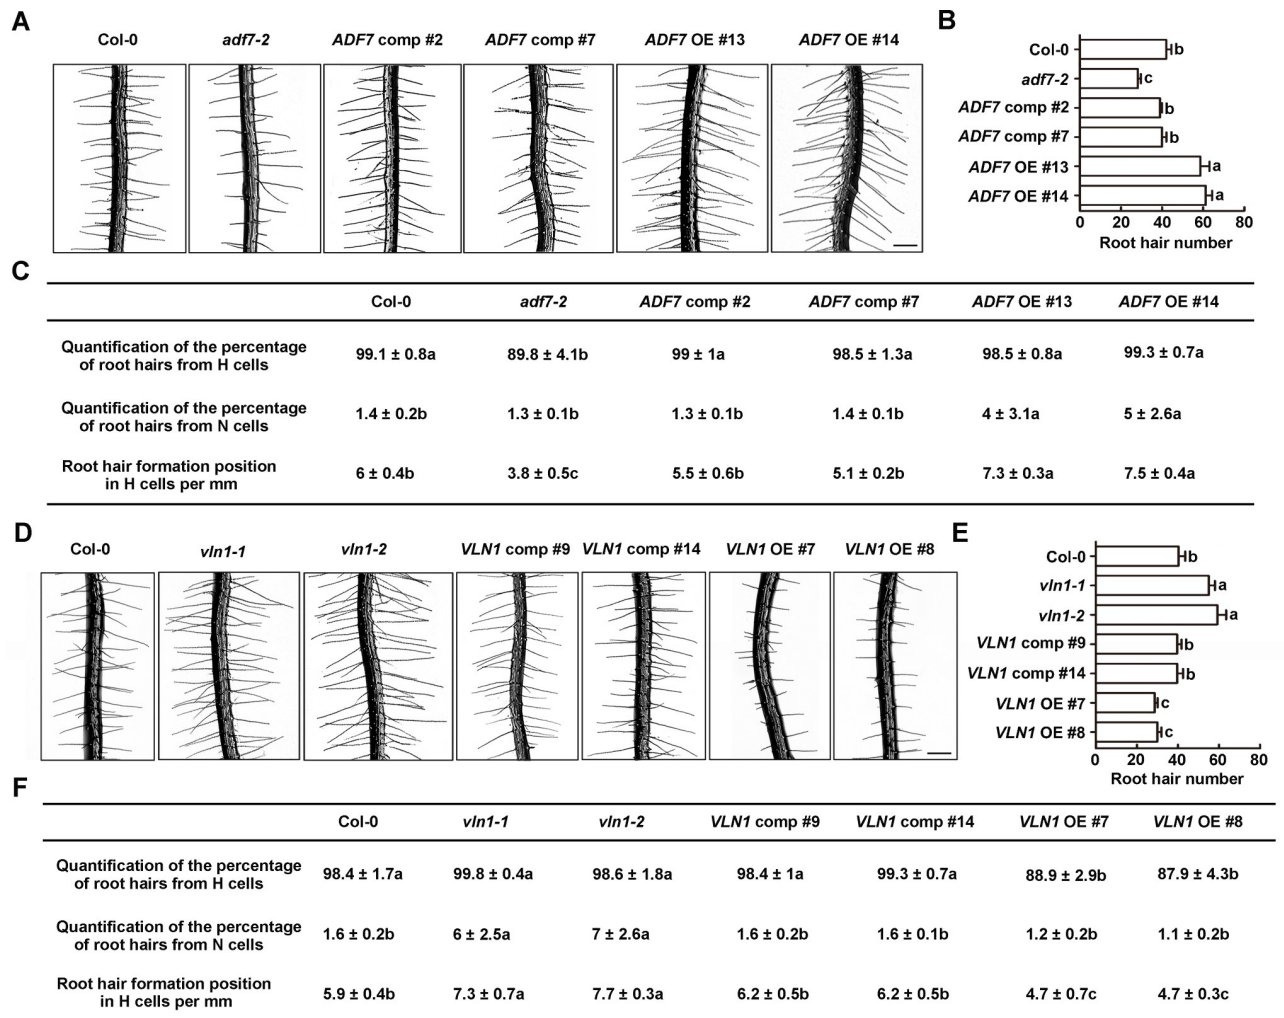 A
Col-0 adf7-2 ADF7 comp #2 ADF7 comp #7 ADF7 OE #13 ADF7 OE #14
B
Col-0 b
adf7-2 c
ADF7 comp #2 b
ADF7 comp #7 b
ADF7 OE #13 a
ADF7 OE #14 a
0 20 40 60 80
Root hair number
C
Col-0 adf7-2 ADF7 comp #2 ADF7 comp #7 ADF7 OE #13 ADF7 OE #14
Quantification of the percentage
of root hairs from H cells
99.1 ± 0.8a 89.8 ± 4.1b 99 ± 1a 98.5 ± 1.3a 98.5 ± 0.8a 99.3 ± 0.7a
Quantification of the percentage
of root hairs from N cells
1.4 ± 0.2b 1.3 ± 0.1b 1.3 ± 0.1b 1.4 ± 0.1b 4 ± 3.1a 5 ± 2.6a
Root hair formation position
in H cells per mm
6 ± 0.4b 3.8 ± 0.5c 5.5 ± 0.6b 5.1 ± 0.2b 7.3 ± 0.3a 7.5 ± 0.4a
D
Col-0 vln1-1 vln1-2 VLN1 comp #9 VLN1 comp #14 VLN1 OE #7 VLN1 OE #8
E
Col-0 b
vln1-1 a
vln1-2 a
VLN1 comp #9 b
VLN1 comp #14 b
VLN1 OE #7 c
VLN1 OE #8 c
0 20 40 60 80
Root hair number
F
Col-0 vln1-1 vln1-2 VLN1 comp #9 VLN1 comp #14 VLN1 OE #7 VLN1 OE #8
Quantification of the percentage
of root hairs from H cells
98.4 ± 1.7a 99.8 ± 0.4a 98.6 ± 1.8a 98.4 ± 1a 99.3 ± 0.7a 88.9 ± 2.9b 87.9 ± 4.3b
Quantification of the percentage
of root hairs from N cells
1.6 ± 0.2b 6 ± 2.5a 7 ± 2.6a 1.6 ± 0.2b 1.6 ± 0.1b 1.2 ± 0.2b 1.1 ± 0.2b
Root hair formation position
in H cells per mm
5.9 ± 0.4b 7.3 ± 0.7a 7.7 ± 0.3a 6.2 ± 0.5b 6.2 ± 0.5b 4.7 ± 0.7c 4.7 ± 0.3c